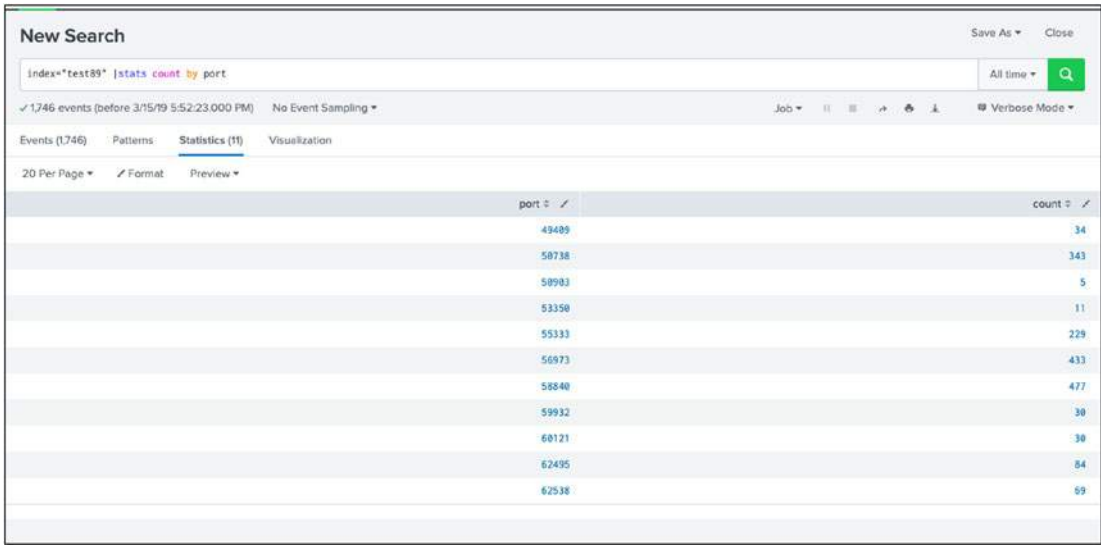 New Search
Save As Close
index="test89" |stats count by port
All time
1,746 events (before 3/15/19 5:52:23.000 PM) No Event Sampling
Job Verbose Mode
Events (1,746) Patterns Statistics (11) Visualization
20 Per Page Format Preview
port count
49409 34
50738 343
50903 5
53350 11
55333 229
56973 433
58840 477
59932 30
60121 30
62495 84
62538 69